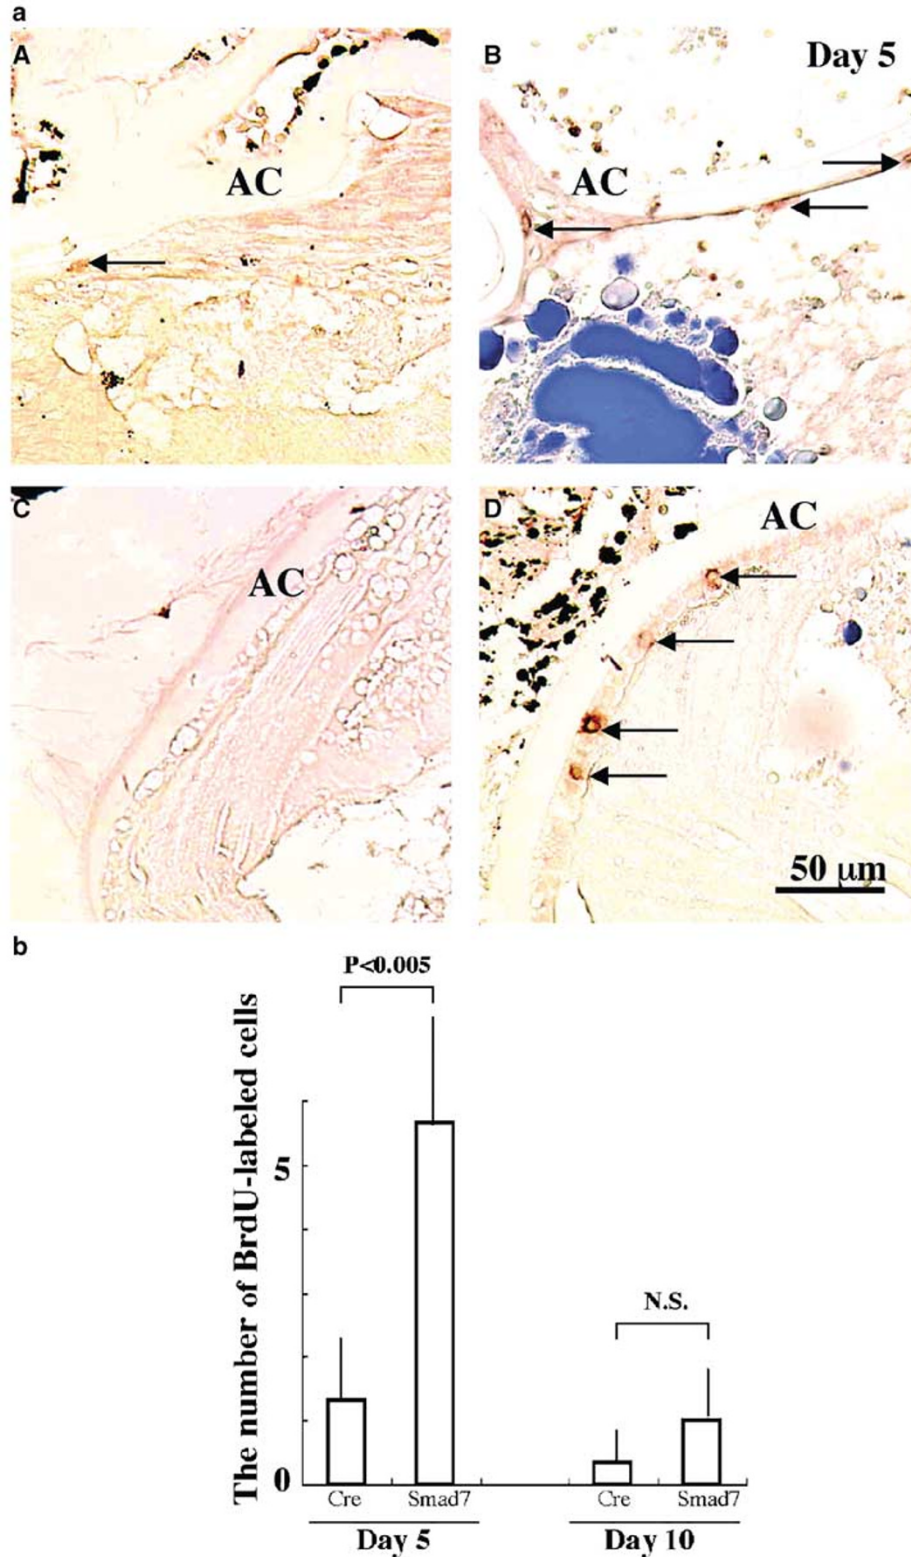 a
A
AC
B
Day 5
AC
C
AC
D
AC
50 μm
b
P<0.005
The number of BrdU-labeled cells
5
N.S.
0
Cre
Smad7
Cre
Smad7
Day 5
Day 10